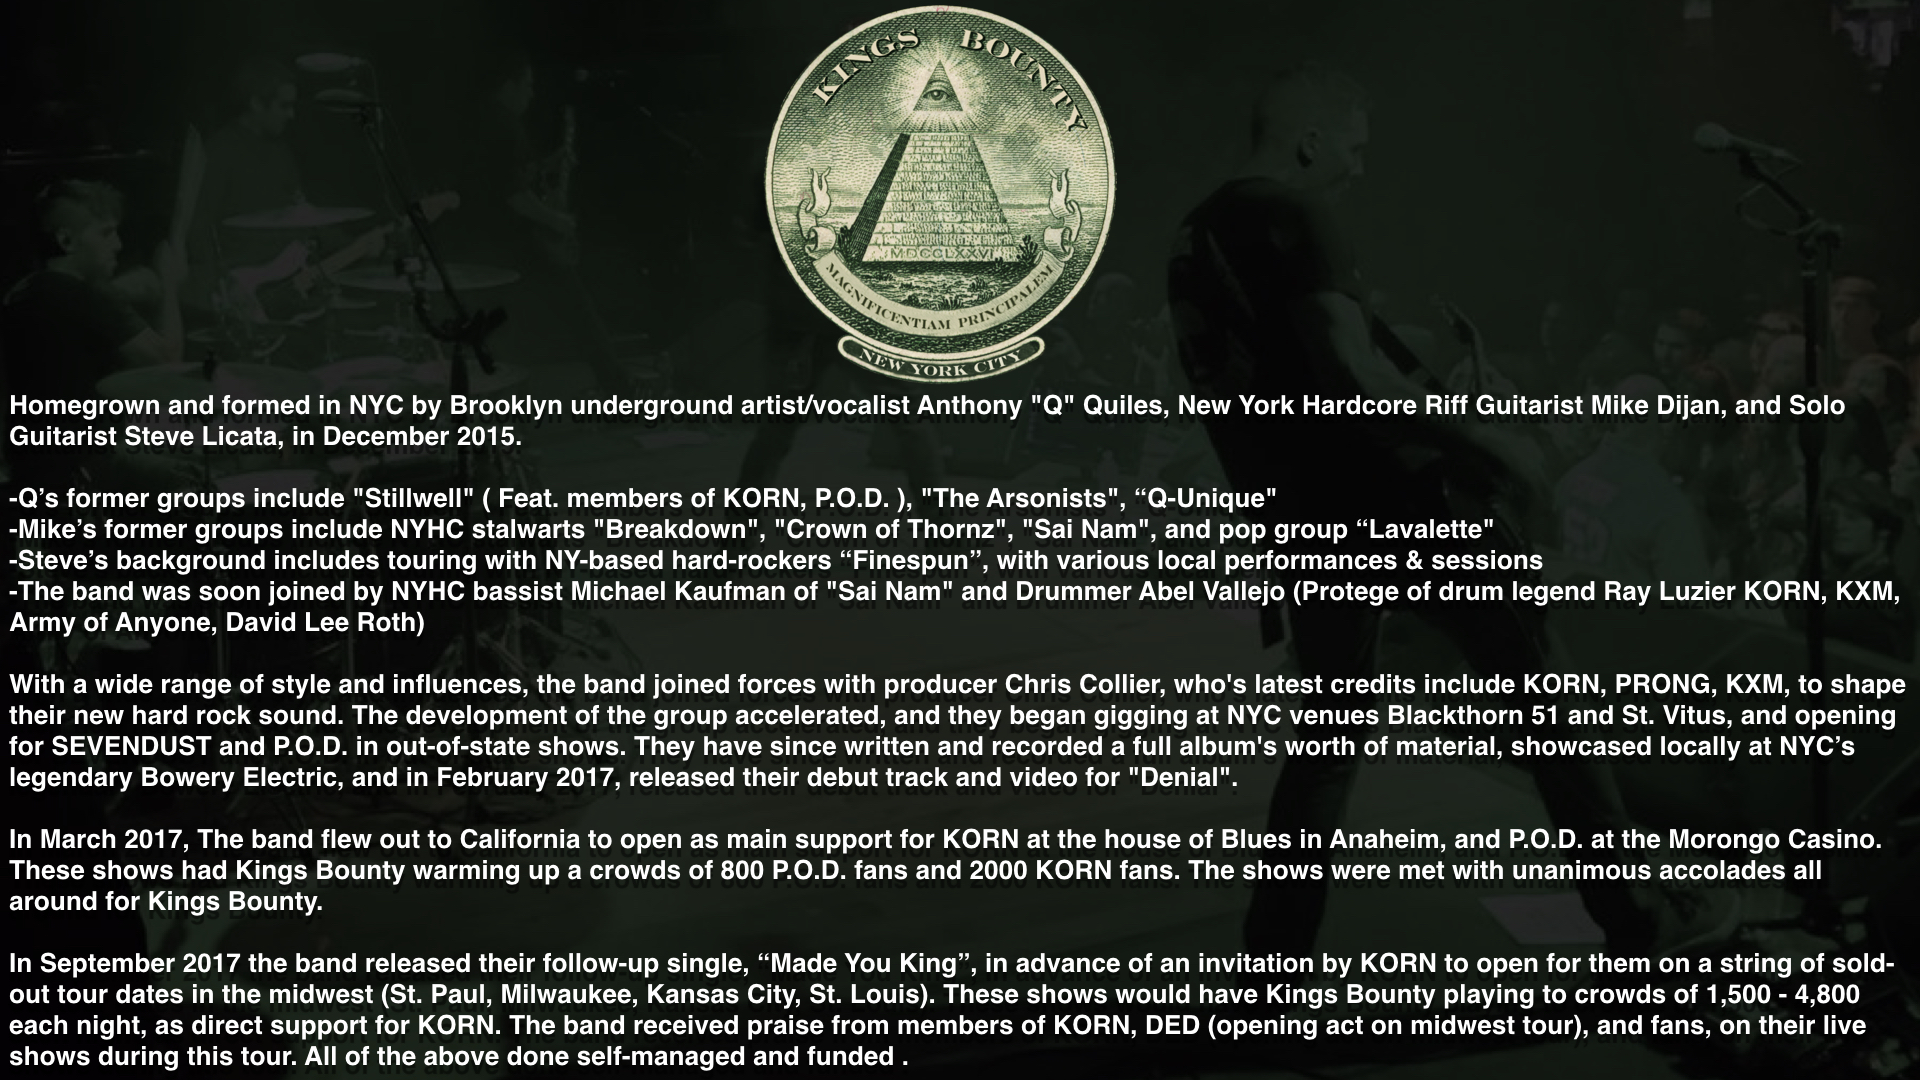 KINGS BOUNTY
MDCCLXXVI
MAGNIFICENTIAM PRINCIPALEM
NEW YORK CITY
Homegrown and formed in NYC by Brooklyn underground artist/vocalist Anthony "Q" Quiles, New York Hardcore Riff Guitarist Mike Dijan, and Solo
Guitarist Steve Licata, in December 2015.
-Q’s former groups include "Stillwell" ( Feat. members of KORN, P.O.D. ), "The Arsonists", “Q-Unique"
-Mike’s former groups include NYHC stalwarts "Breakdown", "Crown of Thornz", "Sai Nam", and pop group “Lavalette"
-Steve’s background includes touring with NY-based hard-rockers “Finespun”, with various local performances & sessions
-The band was soon joined by NYHC bassist Michael Kaufman of "Sai Nam" and Drummer Abel Vallejo (Protege of drum legend Ray Luzier KORN, KXM,
Army of Anyone, David Lee Roth)
With a wide range of style and influences, the band joined forces with producer Chris Collier, who's latest credits include KORN, PRONG, KXM, to shape
their new hard rock sound. The development of the group accelerated, and they began gigging at NYC venues Blackthorn 51 and St. Vitus, and opening
for SEVENDUST and P.O.D. in out-of-state shows. They have since written and recorded a full album's worth of material, showcased locally at NYC’s
legendary Bowery Electric, and in February 2017, released their debut track and video for "Denial".
In March 2017, The band flew out to California to open as main support for KORN at the house of Blues in Anaheim, and P.O.D. at the Morongo Casino.
These shows had Kings Bounty warming up a crowds of 800 P.O.D. fans and 2000 KORN fans. The shows were met with unanimous accolades all
around for Kings Bounty.
In September 2017 the band released their follow-up single, “Made You King”, in advance of an invitation by KORN to open for them on a string of sold-
out tour dates in the midwest (St. Paul, Milwaukee, Kansas City, St. Louis). These shows would have Kings Bounty playing to crowds of 1,500 - 4,800
each night, as direct support for KORN. The band received praise from members of KORN, DED (opening act on midwest tour), and fans, on their live
shows during this tour. All of the above done self-managed and funded .